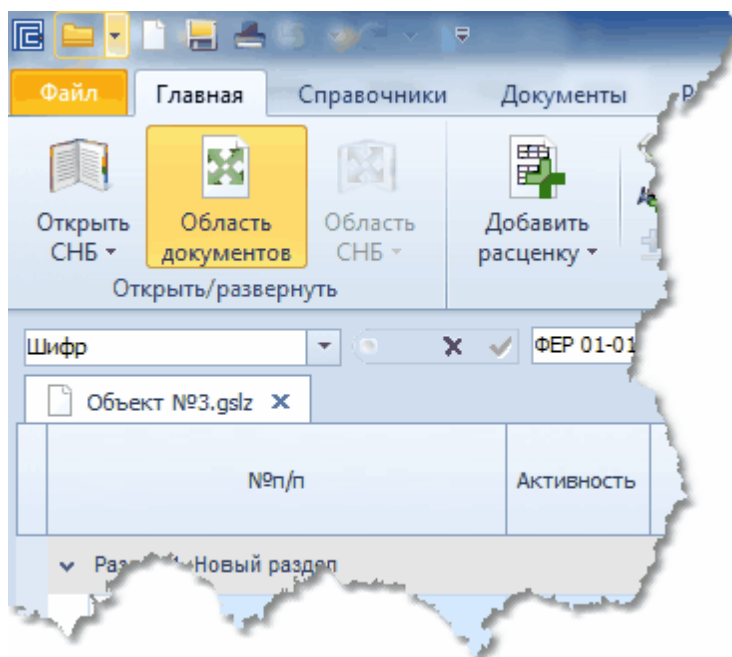 Файл Главная Справочники Документы
Открыть СНБ
Область документов
Область СНБ
Добавить расценку
Открыть/развернуть
Шифр
ФЕР 01-01
Объект №3.gslz
№п/п
Активность
Новый раздел